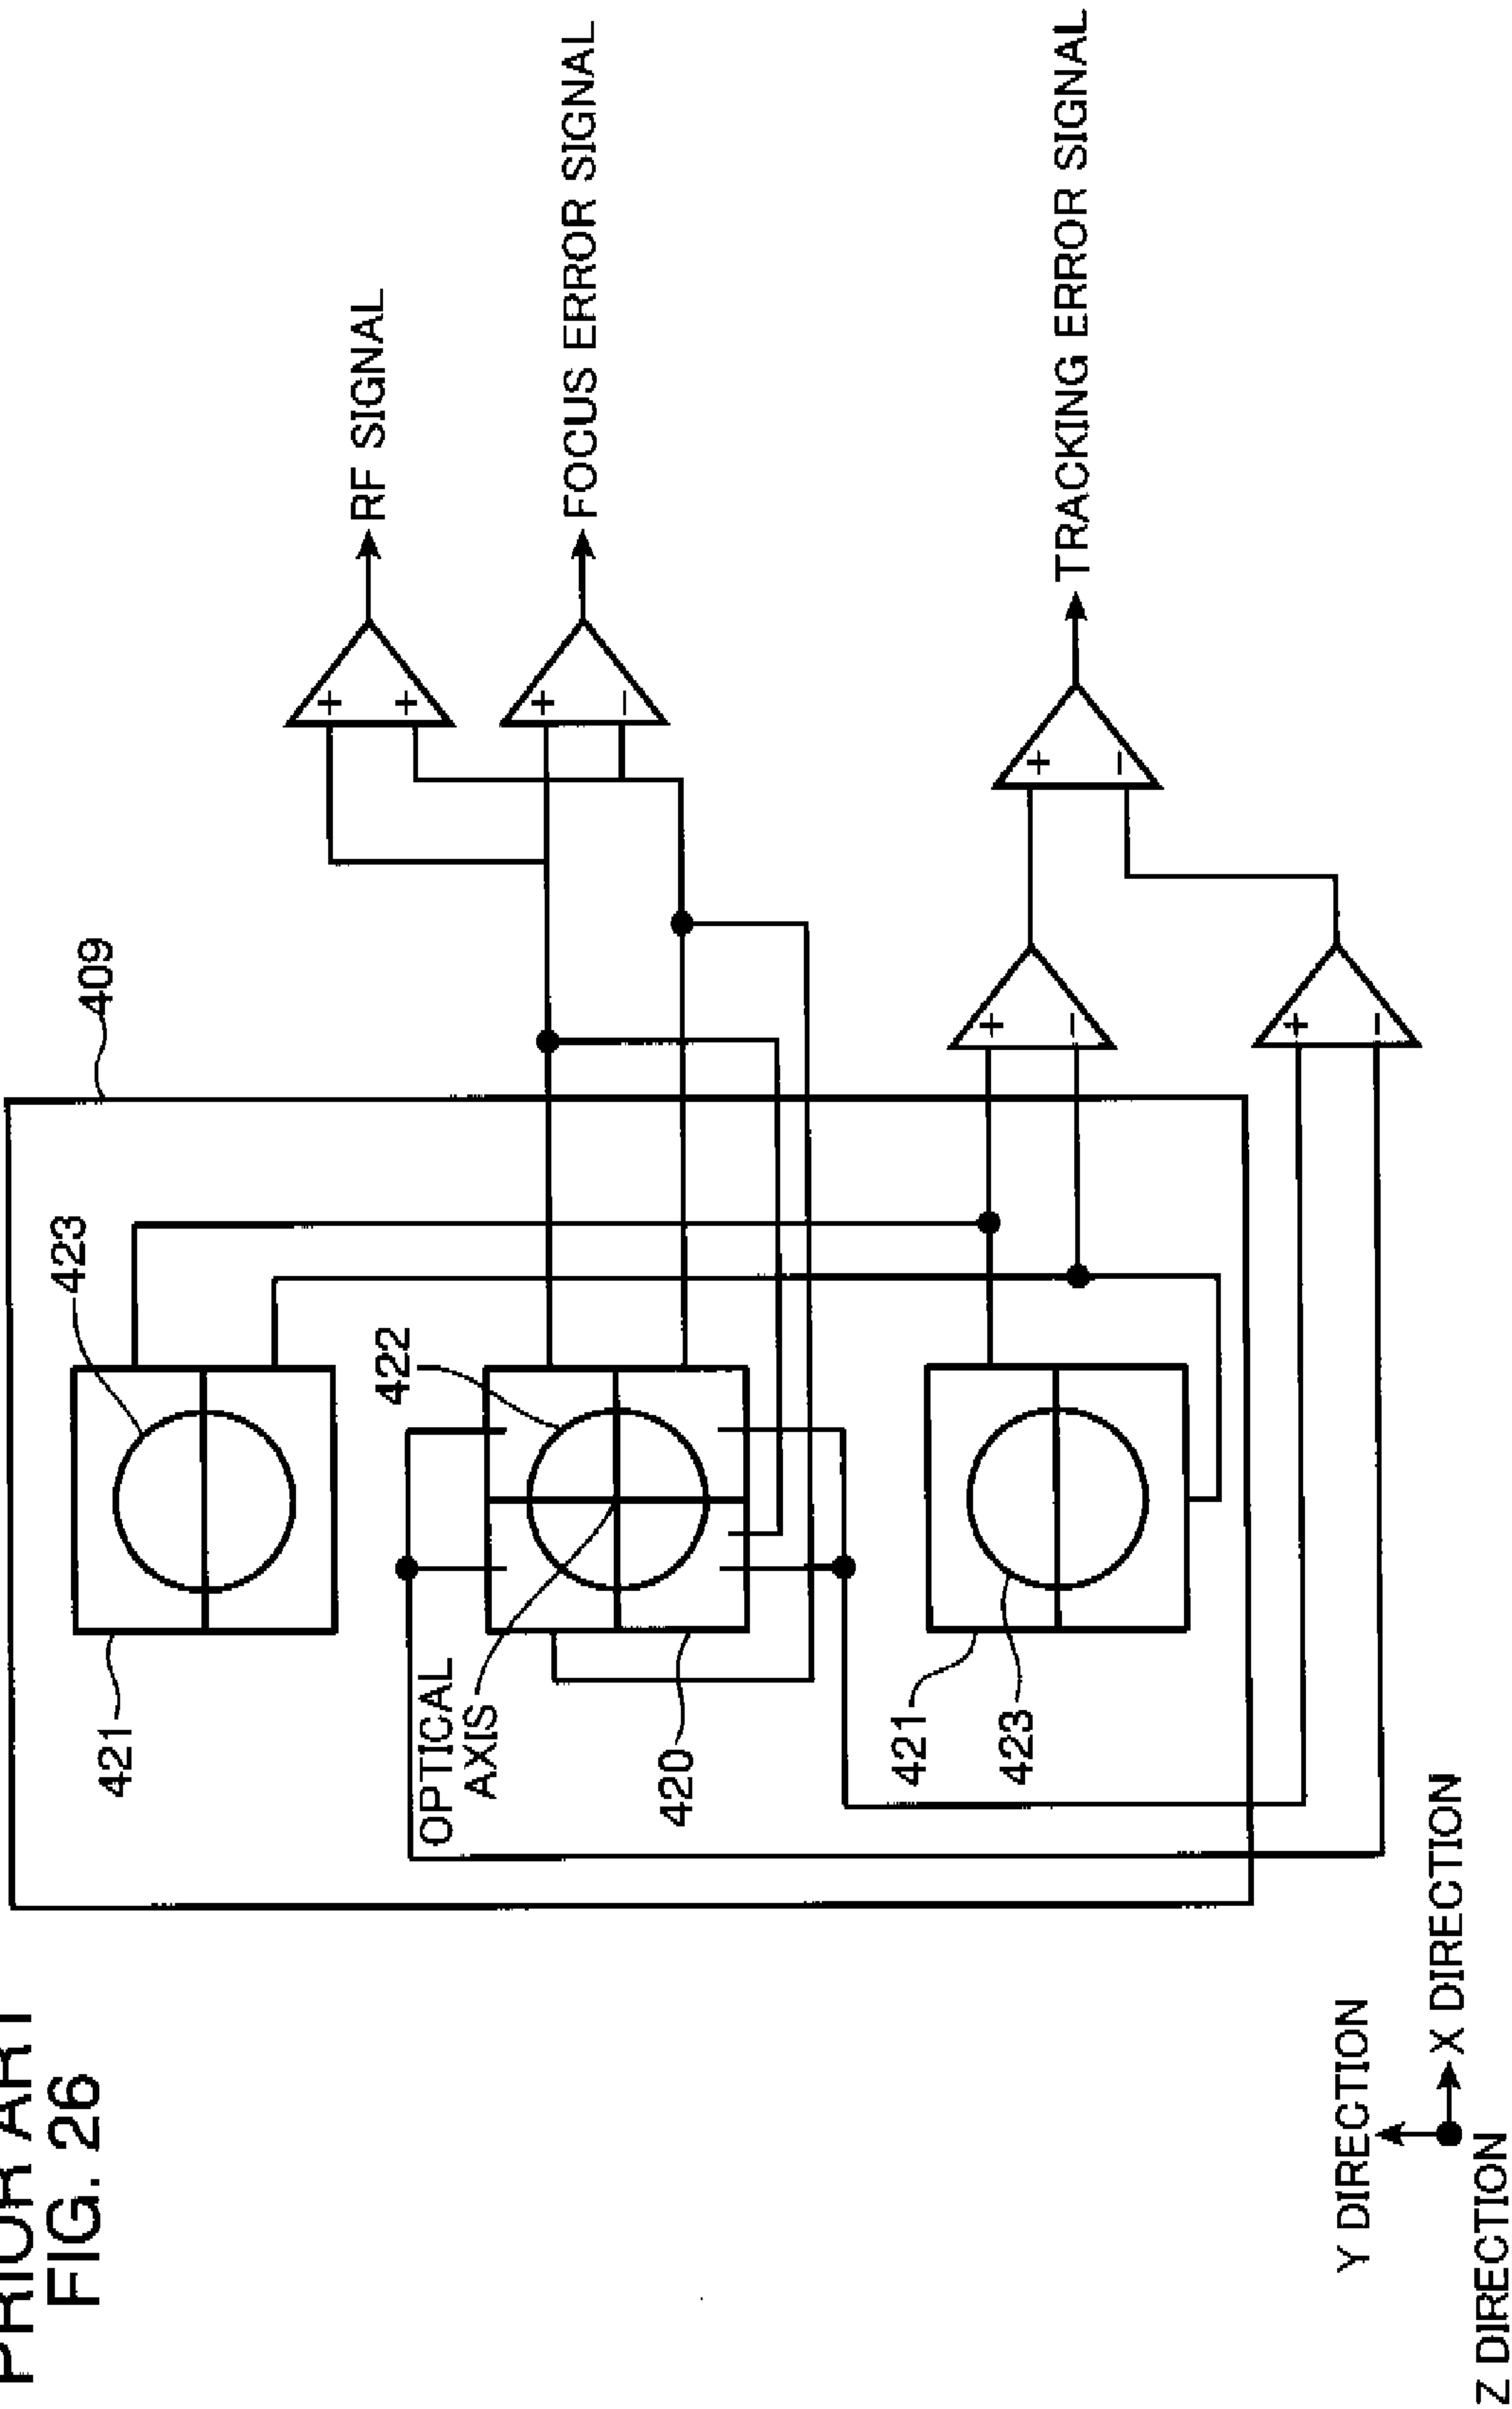 PRIOR ART
FIG. 26
409
423
421
422
OPTICAL
AXIS
420
421
423
+
+
RF SIGNAL
+
−
FOCUS ERROR SIGNAL
+
−
+
−
+
−
TRACKING ERROR SIGNAL
Y DIRECTION
X DIRECTION
Z DIRECTION